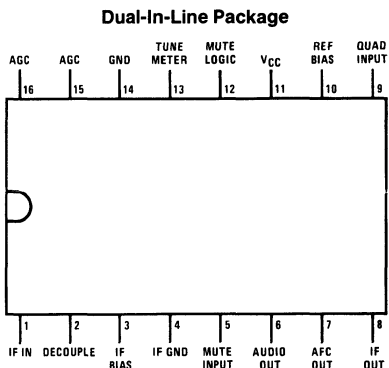 Dual-In-Line Package
TUNE MUTE REF QUAD
AGC AGC GND METER LOGIC VCC BIAS INPUT
16 15 14 13 12 11 10 9
1 2 3 4 5 6 7 8
IF IN DECOUPLE IF IF GND MUTE AUDIO AFC IF
BIAS INPUT OUT OUT OUT